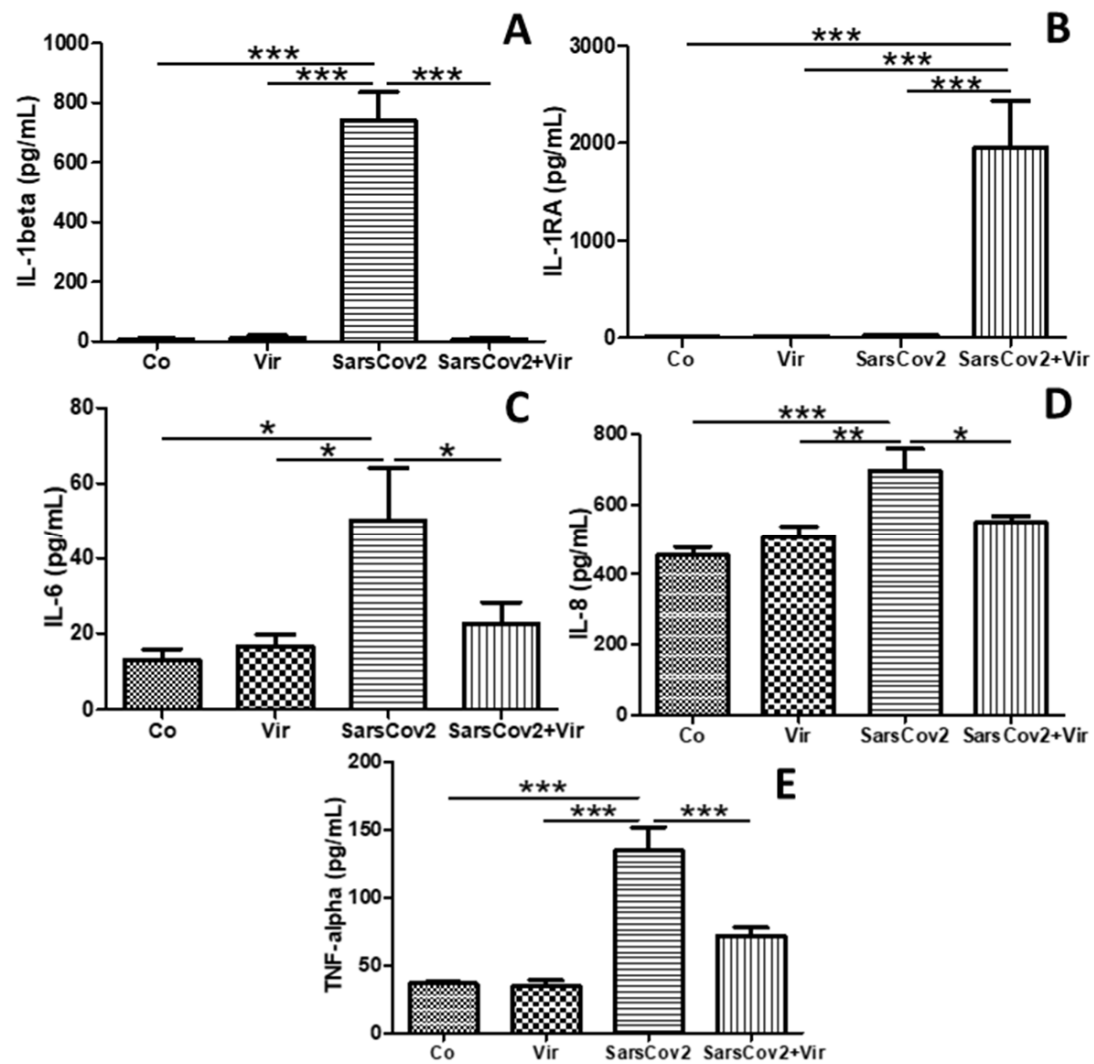 A
1000
800
600
400
200
0
IL-1beta (pg/mL)
***
*** ***
Co Vir SarsCov2 SarsCov2+Vir
B
3000
2000
1000
0
IL-1RA (pg/mL)
***
***
***
Co Vir SarsCov2 SarsCov2+Vir
C
80
60
40
20
0
IL-6 (pg/mL)
*
* *
Co Vir SarsCov2 SarsCov2+Vir
D
800
600
400
200
0
IL-8 (pg/mL)
***
** *
Co Vir SarsCov2 SarsCov2+Vir
E
200
150
100
50
0
TNF-alpha (pg/mL)
***
*** ***
Co Vir SarsCov2 SarsCov2+Vir